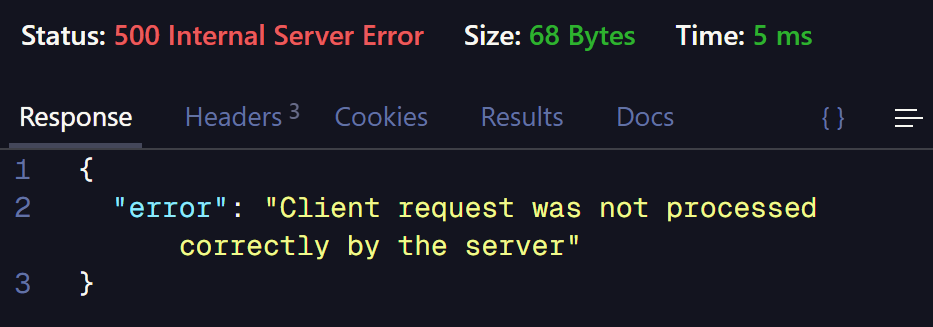 Status: 500 Internal Server Error Size: 68 Bytes Time: 5 ms
Response Headers 3 Cookies Results Docs { }
1 {
2 "error": "Client request was not processed
correctly by the server"
3 }